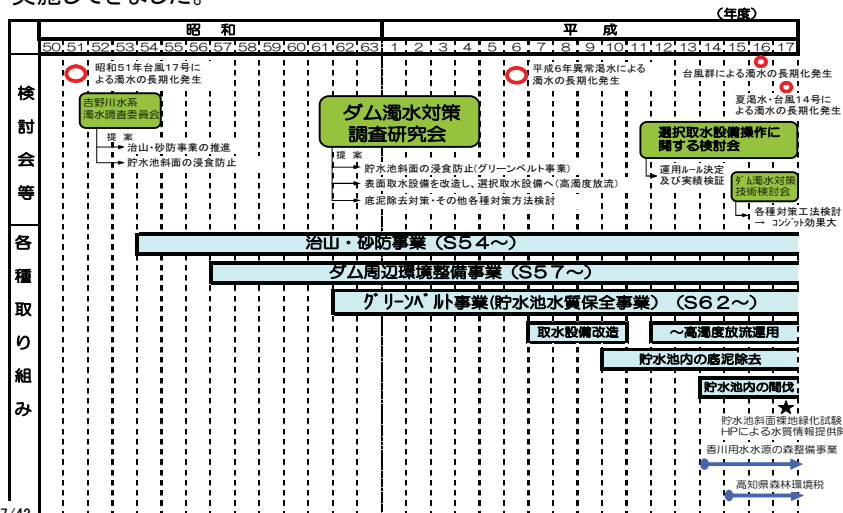 実施してきました。
(年度)
昭 和
平 成
50 51 52 53 54 55 56 57 58 59 60 61 62 63 1 2 3 4 5 6 7 8 9 10 11 12 13 14 15 16 17
検討会等
昭和51年台風17号に
よる濁水の長期化発生
平成6年異常渇水による
濁水の長期化発生
台風群による濁水の長期化発生
夏渇水・台風14号に
よる濁水の長期化発生
吉野川水系
濁水調査委員会
提 案
治山・砂防事業の推進
貯水池斜面の浸食防止
ダム濁水対策
調査研究会
提 案
貯水池斜面の浸食防止(グリーンベルト事業)
表面取水設備を改造し、選択取水設備へ(高濁度放流)
底泥除去対策・その他各種対策方法検討
選択取水設備操作に
関する検討会
運用ルール決定
及び実績検証
ダム濁水対策
技術検討会
各種対策工法検討
→ コンジット効果大
各種取り組み
治山・砂防事業(S54～)
ダム周辺環境整備事業(S57～)
グリーンベルト事業(貯水池水質保全事業) (S62～)
取水設備改造
～高濁度放流運用
貯水池内の底泥除去
貯水池内の間伐
★
貯水池斜面裸地緑化試験
HPによる水質情報提供
香川用水水源の森整備事業
高知県森林環境税